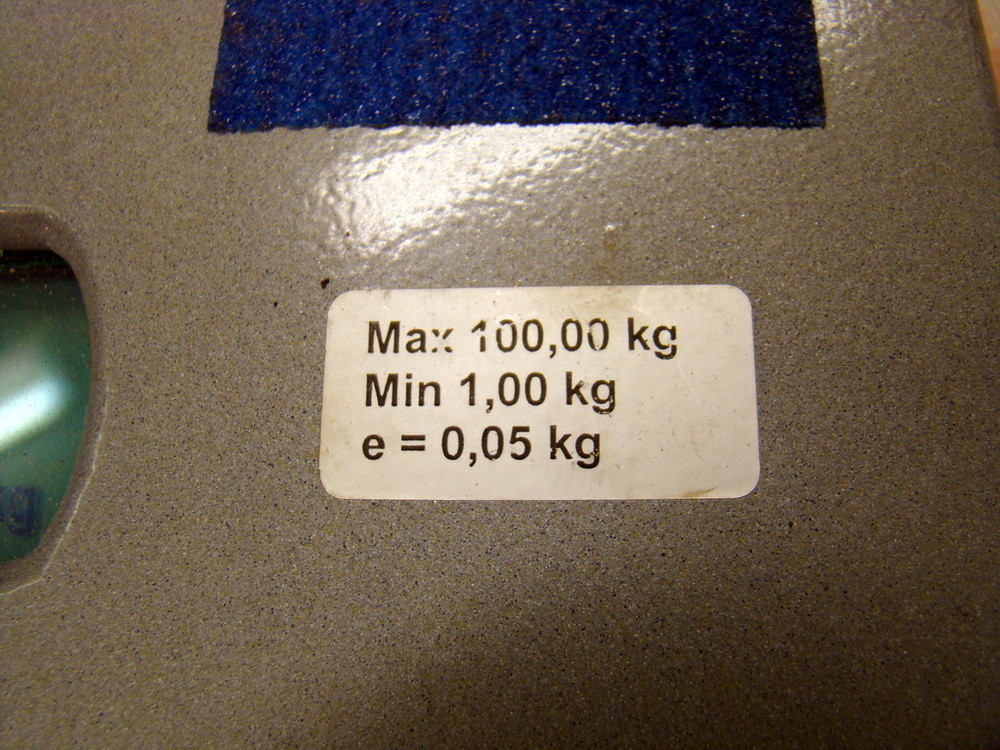 Max 100,00 kg
Min 1,00 kg
e = 0,05 kg